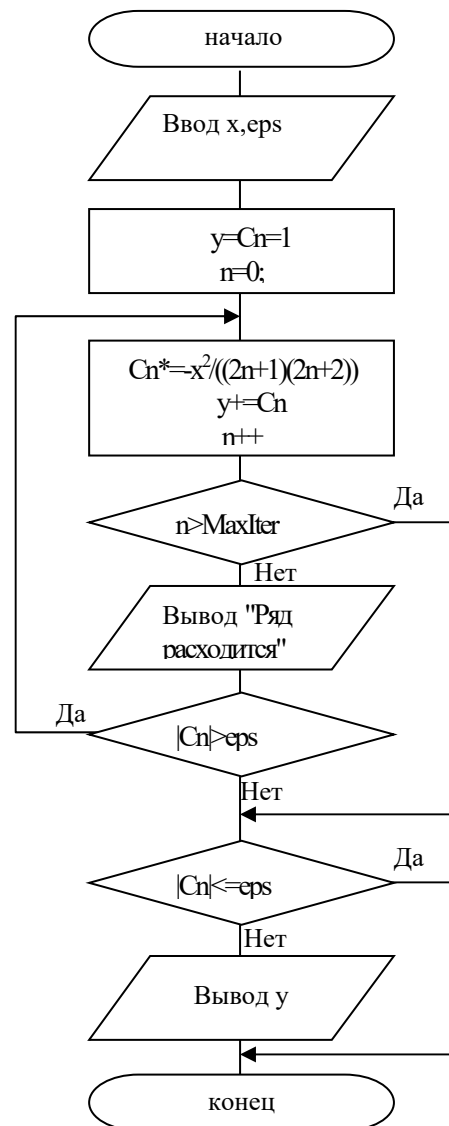 начало
Ввод x,eps
y=Cn=1
n=0;
Cn*=-x²/((2n+1)(2n+2))
y+=Cn
n++
Да
n>MaxIter
Нет
Вывод "Ряд
расходится"
Да
|Cn|>eps
Нет
Да
|Cn|<=eps
Нет
Вывод y
конец